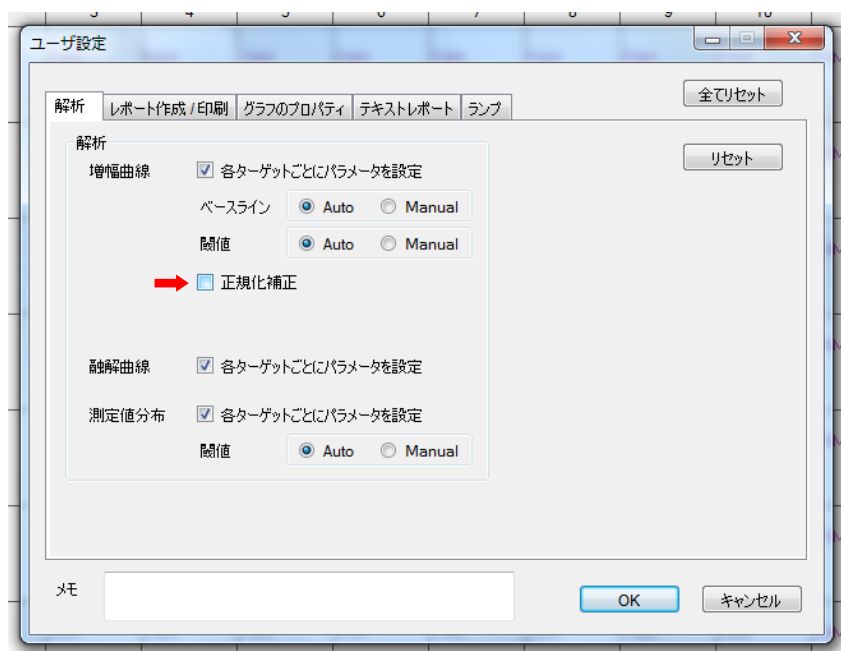 3 4 5 6 7 8 9 10
ユーザ設定
全てリセット
解析 レポート作成 / 印刷 グラフのプロパティ テキストレポート ランプ
リセット
解析
増幅曲線 各ターゲットごとにパラメータを設定
ベースライン Auto Manual
閾値 Auto Manual
正規化補正
融解曲線 各ターゲットごとにパラメータを設定
測定値分布 各ターゲットごとにパラメータを設定
閾値 Auto Manual
メモ
OK キャンセル